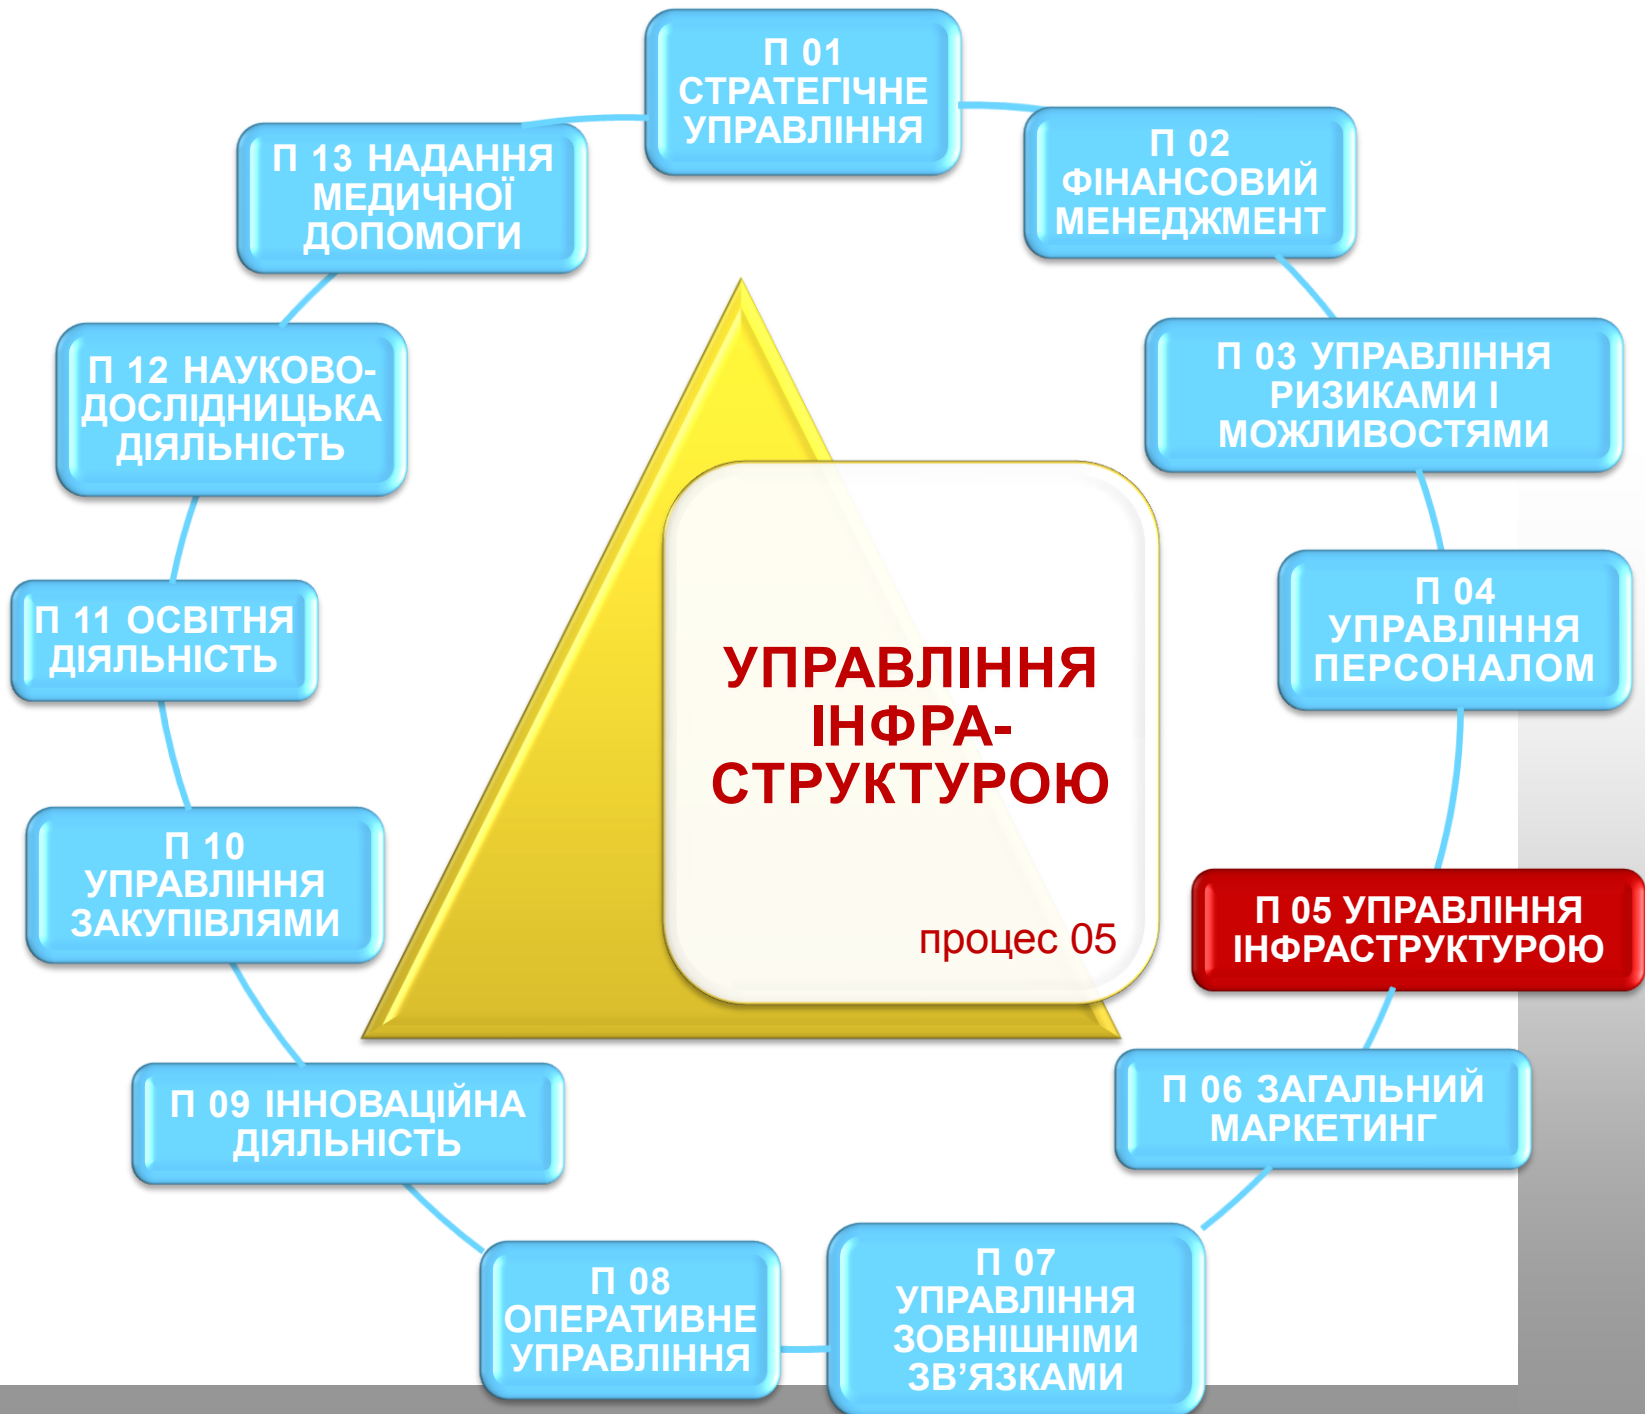 П 01
СТРАТЕГІЧНЕ
УПРАВЛІННЯ
П 02
ФІНАНСОВИЙ
МЕНЕДЖМЕНТ
П 03 УПРАВЛІННЯ
РИЗИКАМИ І
МОЖЛИВОСТЯМИ
П 04
УПРАВЛІННЯ
ПЕРСОНАЛОМ
П 05 УПРАВЛІННЯ
ІНФРАСТРУКТУРОЮ
П 06 ЗАГАЛЬНИЙ
МАРКЕТИНГ
П 07
УПРАВЛІННЯ
ЗОВНІШНІМИ
ЗВ’ЯЗКАМИ
П 08
ОПЕРАТИВНЕ
УПРАВЛІННЯ
П 09 ІННОВАЦІЙНА
ДІЯЛЬНІСТЬ
П 10
УПРАВЛІННЯ
ЗАКУПІВЛЯМИ
П 11 ОСВІТНЯ
ДІЯЛЬНІСТЬ
П 12 НАУКОВО-
ДОСЛІДНИЦЬКА
ДІЯЛЬНІСТЬ
П 13 НАДАННЯ
МЕДИЧНОЇ
ДОПОМОГИ
УПРАВЛІННЯ
ІНФРА-
СТРУКТУРОЮ
процес 05